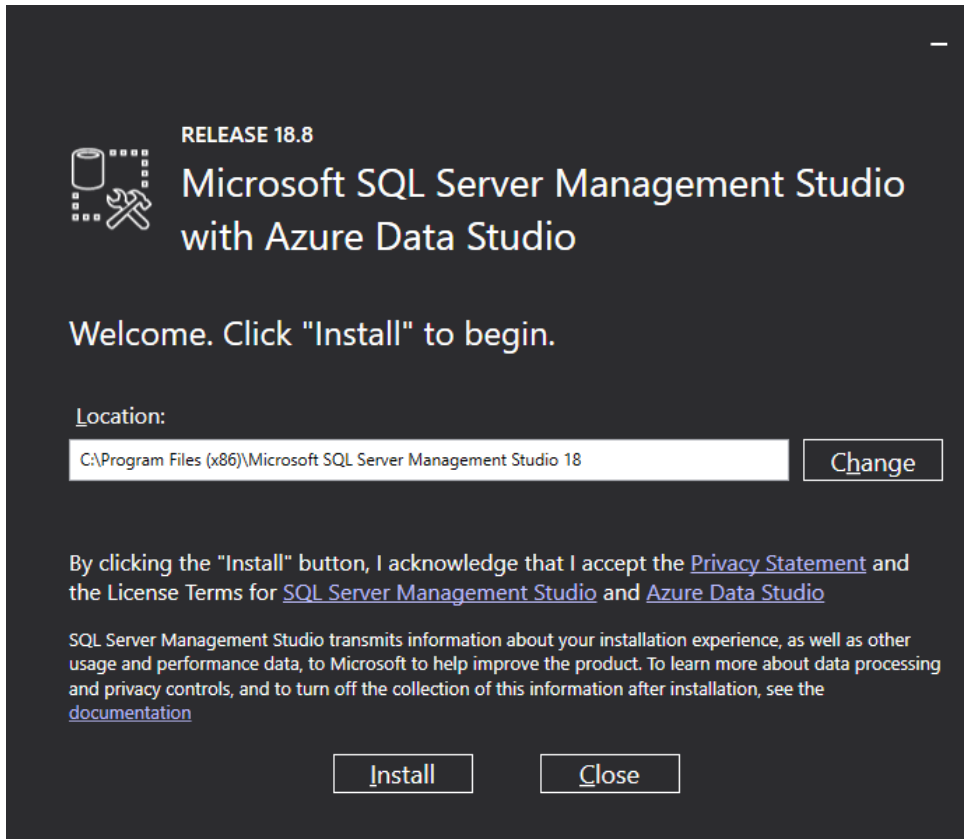 RELEASE 18.8
Microsoft SQL Server Management Studio
with Azure Data Studio
Welcome. Click "Install" to begin.
Location:
C:\Program Files (x86)\Microsoft SQL Server Management Studio 18
Change
By clicking the "Install" button, I acknowledge that I accept the Privacy Statement and
the License Terms for SQL Server Management Studio and Azure Data Studio
SQL Server Management Studio transmits information about your installation experience, as well as other
usage and performance data, to Microsoft to help improve the product. To learn more about data processing
and privacy controls, and to turn off the collection of this information after installation, see the
documentation
Install
Close